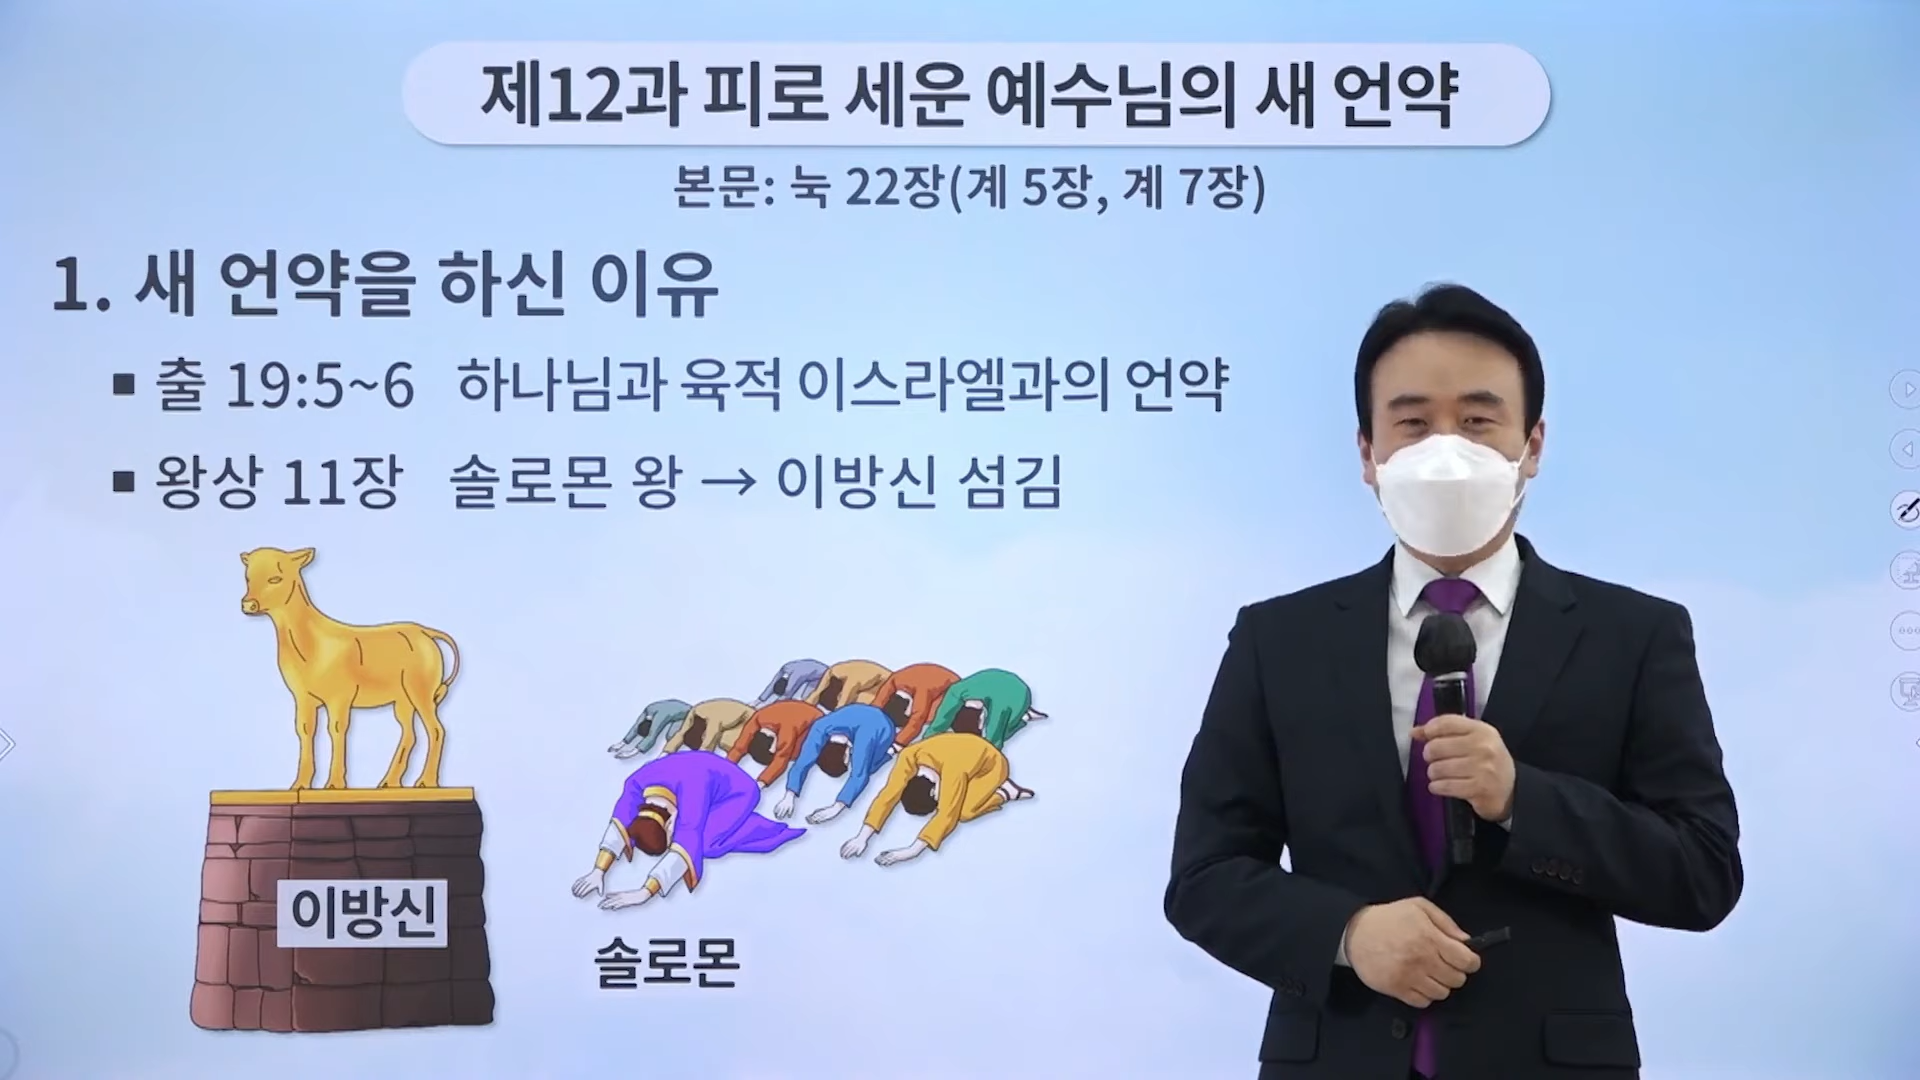 제12과 피로 세운 예수님의 새 언약
본문: 눅 22장(계 5장, 계 7장)
1. 새 언약을 하신 이유
▪ 출 19:5~6 하나님과 육적 이스라엘과의 언약
▪ 왕상 11장 솔로몬 왕 → 이방신 섬김
이방신
솔로몬